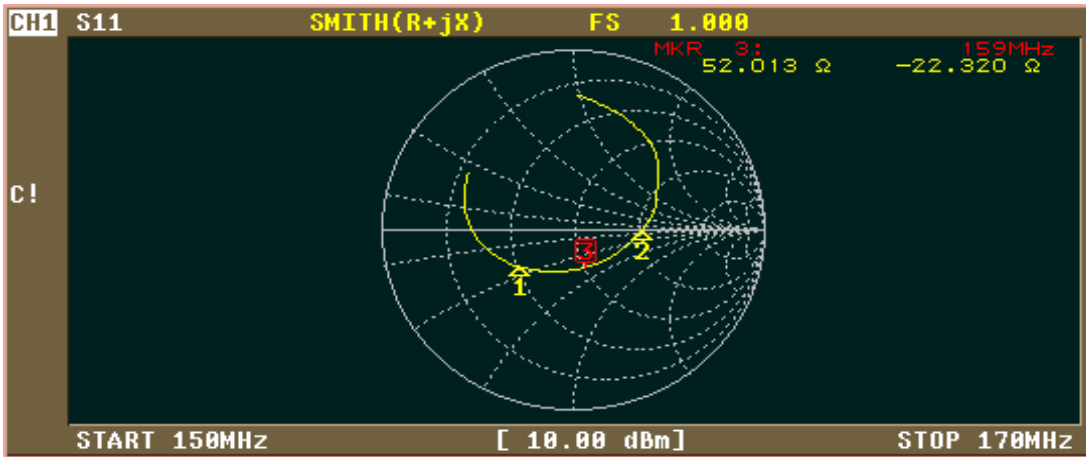 CH1 S11 SMITH(R+jX) FS 1.000
MKR 3: 159MHz
52.013 Ω -22.320 Ω
C!
3
2
1
START 150MHz [ 10.00 dBm] STOP 170MHz